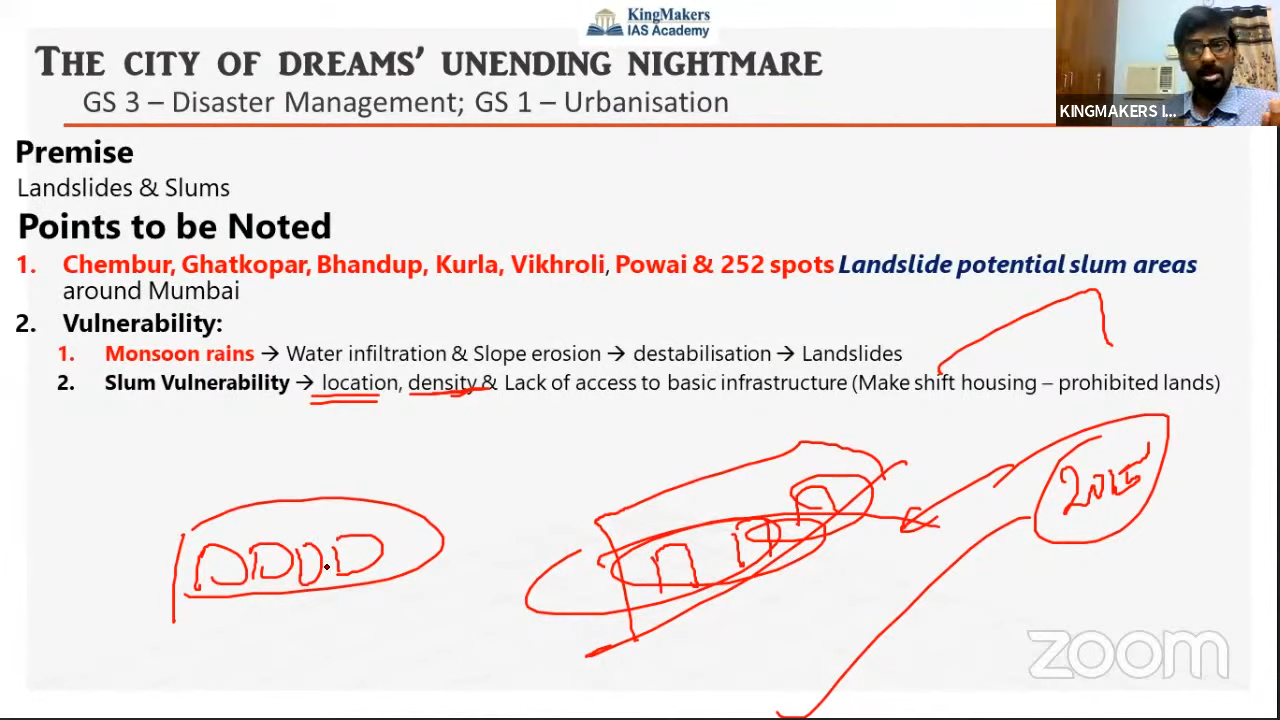 KingMakers
IAS Academy
THE CITY OF DREAMS' UNENDING NIGHTMARE
GS 3 – Disaster Management; GS 1 – Urbanisation
KINGMAKERS I...
Premise
Landslides & Slums
Points to be Noted
1. Chembur, Ghatkopar, Bhandup, Kurla, Vikhroli, Powai & 252 spots Landslide potential slum areas
around Mumbai
2. Vulnerability:
1. Monsoon rains → Water infiltration & Slope erosion → destabilisation → Landslides
2. Slum Vulnerability → location, density & Lack of access to basic infrastructure (Make shift housing – prohibited lands)
zoom